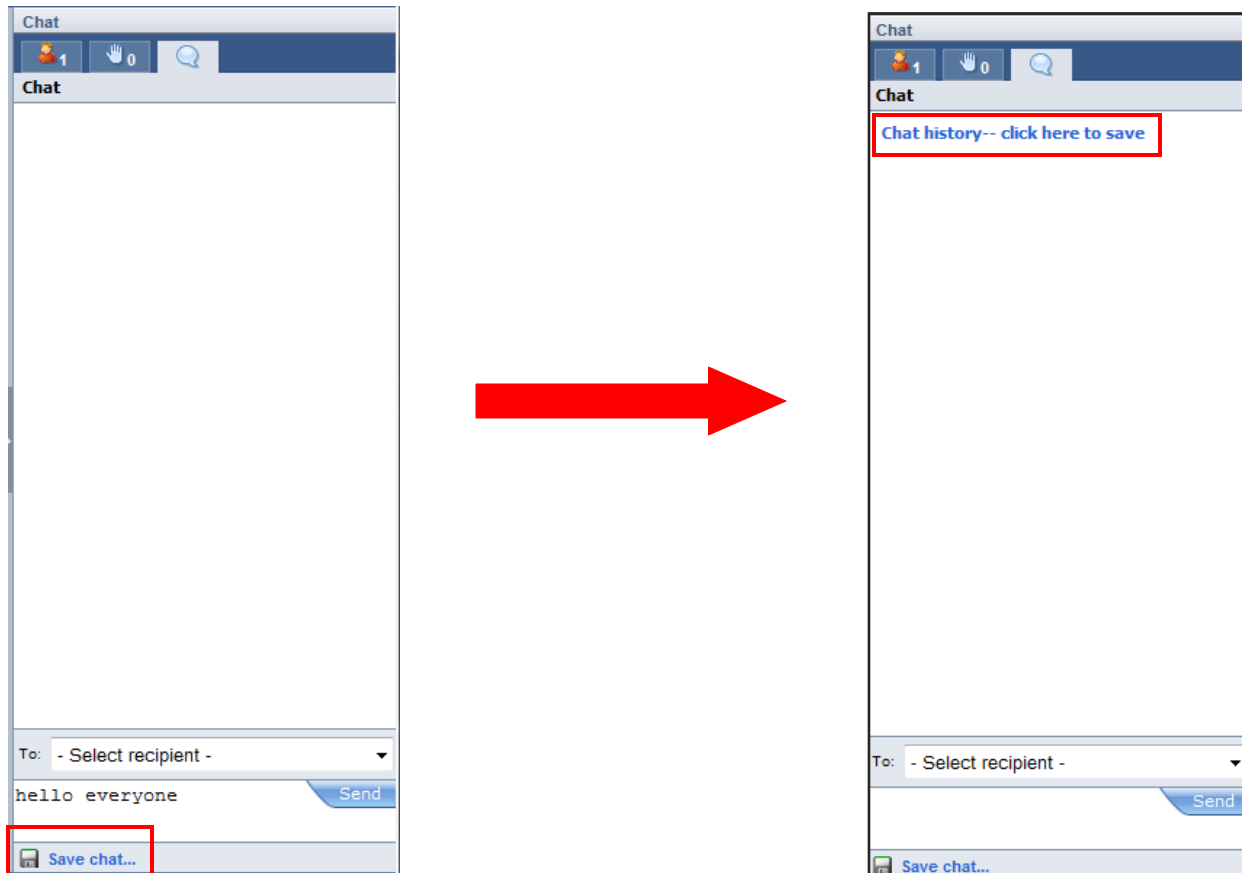 Chat
1 0
Chat
To: - Select recipient -
hello everyone Send
Save chat...
Chat
1 0
Chat
Chat history-- click here to save
To: - Select recipient -
Send
Save chat...